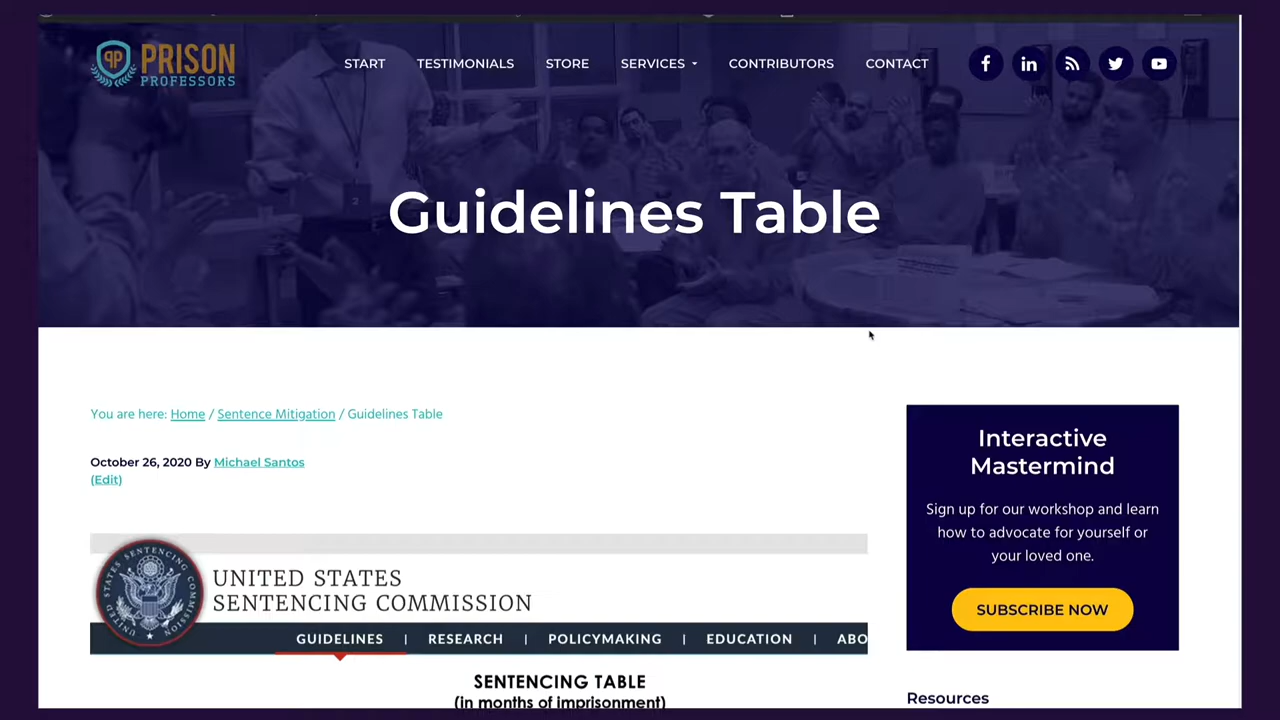 PRISON
PROFESSORS
START
TESTIMONIALS
STORE
SERVICES
CONTRIBUTORS
CONTACT
Guidelines Table
You are here: Home / Sentence Mitigation / Guidelines Table
October 26, 2020 By Michael Santos
(Edit)
UNITED STATES
SENTENCING COMMISSION
GUIDELINES | RESEARCH | POLICYMAKING | EDUCATION | ABO
SENTENCING TABLE
(in months of imprisonment)
Interactive
Mastermind
Sign up for our workshop and learn
how to advocate for yourself or
your loved one.
SUBSCRIBE NOW
Resources